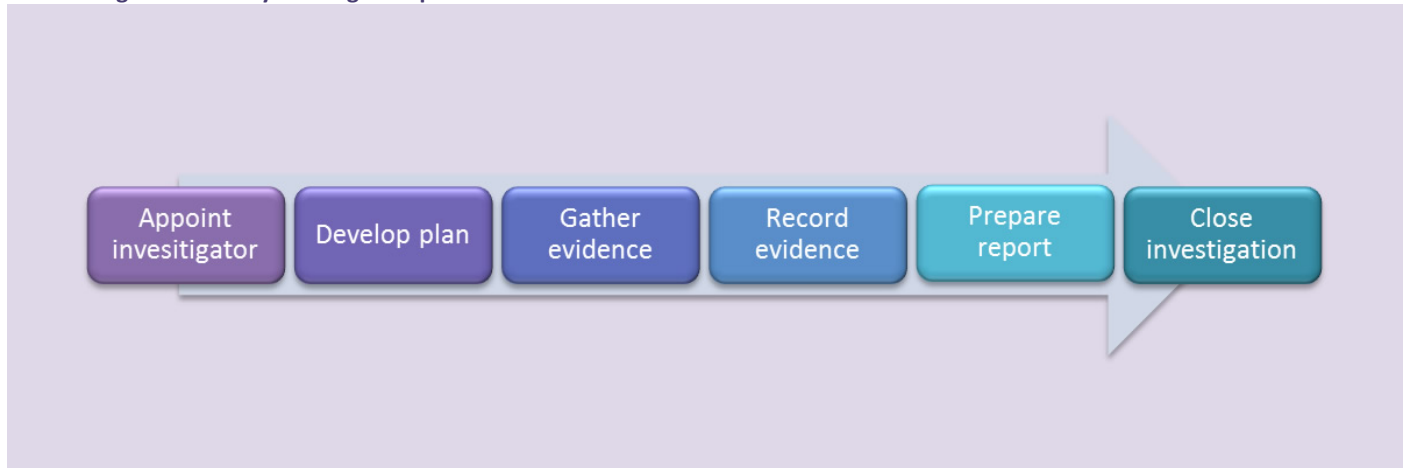 Appoint
invesitigator
Develop plan
Gather
evidence
Record
evidence
Prepare
report
Close
investigation